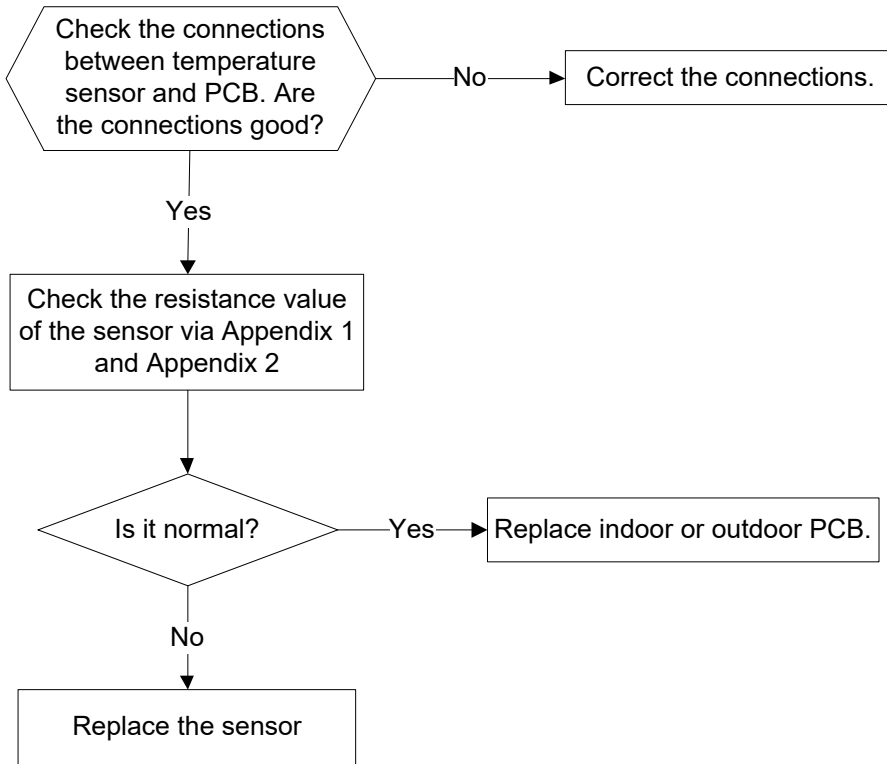 Check the connections
between temperature
sensor and PCB. Are
the connections good?
No
Correct the connections.
Yes
Check the resistance value
of the sensor via Appendix 1
and Appendix 2
Is it normal?
Yes
Replace indoor or outdoor PCB.
No
Replace the sensor